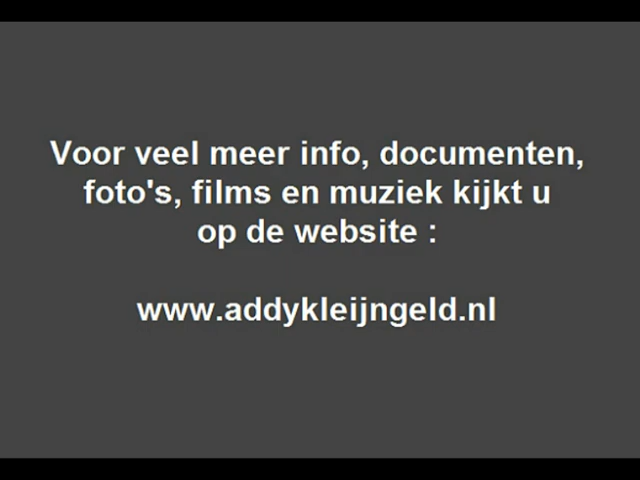 Voor veel meer info, documenten,
foto's, films en muziek kijkt u
op de website :
www.addykleijngeld.nl